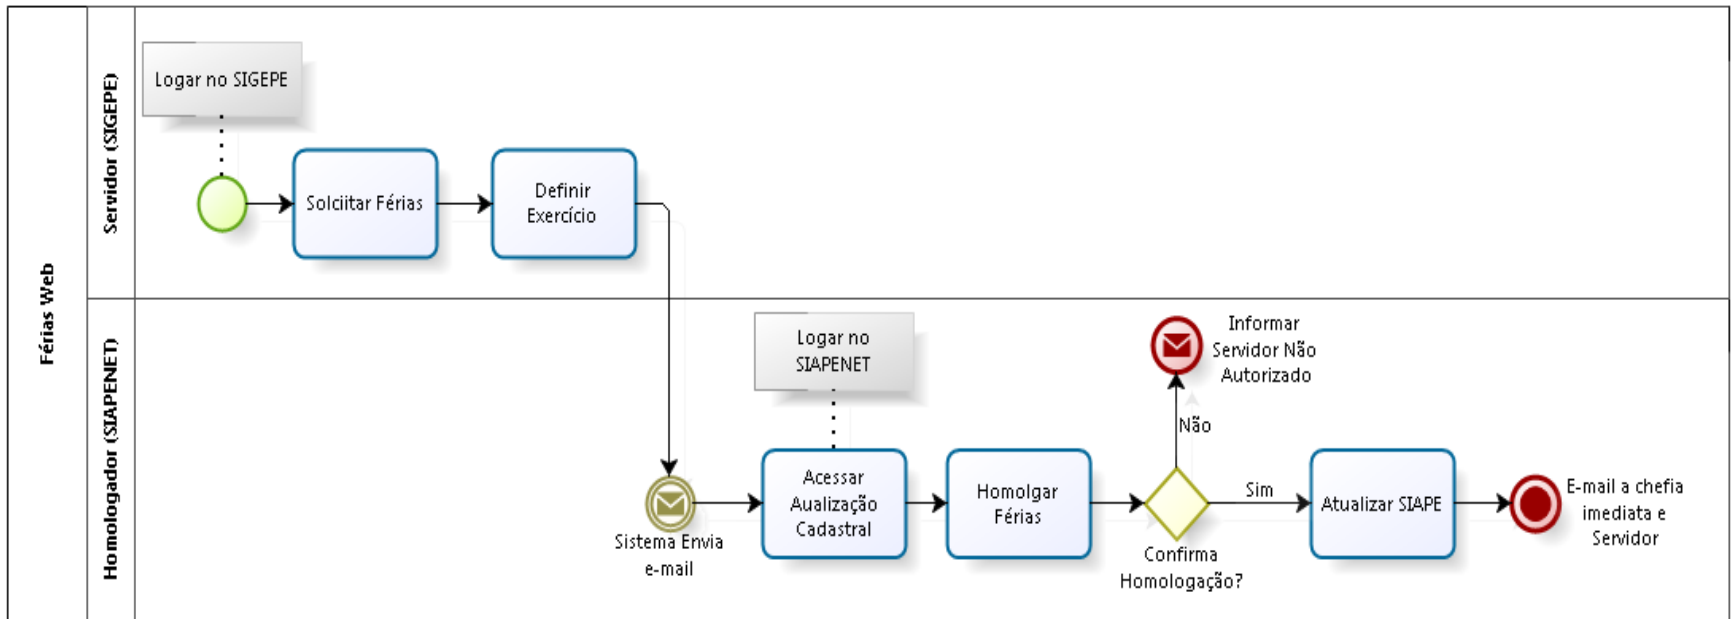 Férias Web
Servidor (SIGEPE)
Logar no SIGEPE
Solciitar Férias
Definir
Exercício
Homologador (SIAPENET)
Sistema Envia
e-mail
Logar no
SIAPENET
Acessar
Aualização
Cadastral
Homolgar
Férias
Confirma
Homologação?
Não
Informar
Servidor Não
Autorizado
Sim
Atualizar SIAPE
E-mail a chefia
imediata e
Servidor